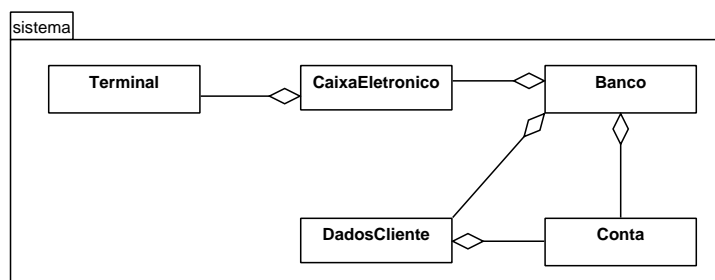 sistema
Terminal
CaixaEletronico
Banco
DadosCliente
Conta